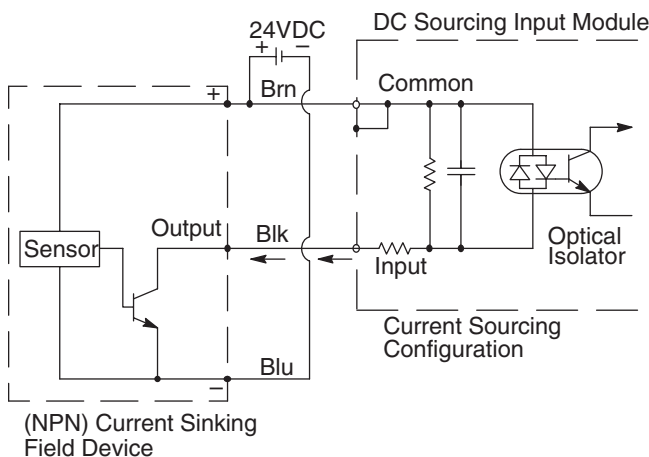 24VDC
DC Sourcing Input Module
+ −
+
Brn
Common
Output
Blk
Sensor
Input
Optical
Isolator
Blu
−
Current Sourcing
Configuration
(NPN) Current Sinking
Field Device